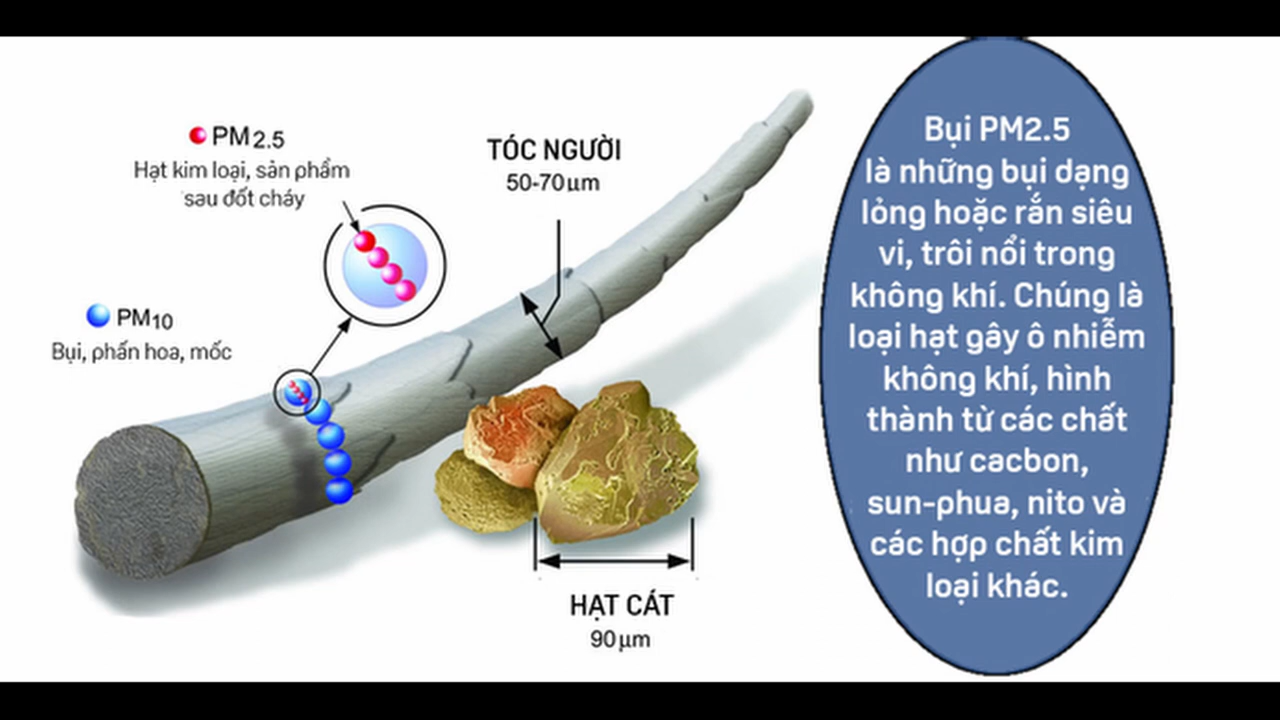 PM2.5
Hạt kim loại, sản phẩm
sau đốt cháy
TÓC NGƯỜI
50-70μm
PM10
Bụi, phấn hoa, mốc
HẠT CÁT
90μm
Bụi PM2.5
là những bụi dạng
lỏng hoặc rắn siêu
vi, trôi nổi trong
không khí. Chúng là
loại hạt gây ô nhiễm
không khí, hình
thành từ các chất
như cacbon,
sun-phua, nito và
các hợp chất kim
loại khác.